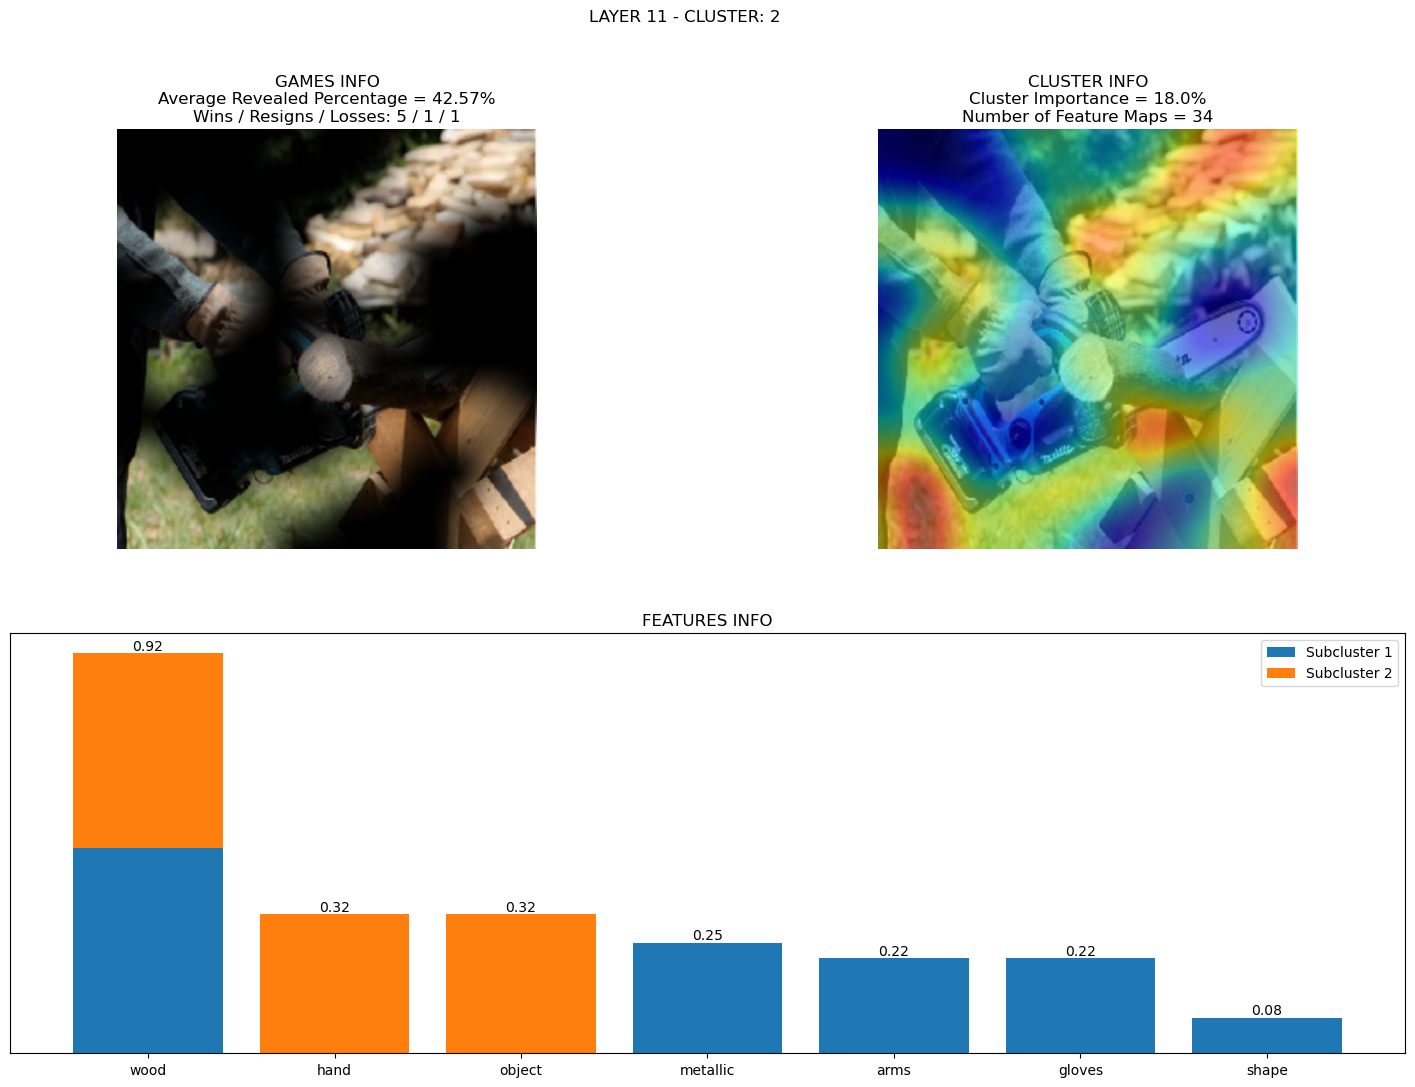 LAYER 11 - CLUSTER: 2
GAMES INFO
Average Revealed Percentage = 42.57%
Wins / Resigns / Losses: 5 / 1 / 1
CLUSTER INFO
Cluster Importance = 18.0%
Number of Feature Maps = 34
FEATURES INFO
Subcluster 1
Subcluster 2
0.92
0.32
0.32
0.25
0.22
0.22
0.08
wood
hand
object
metallic
arms
gloves
shape